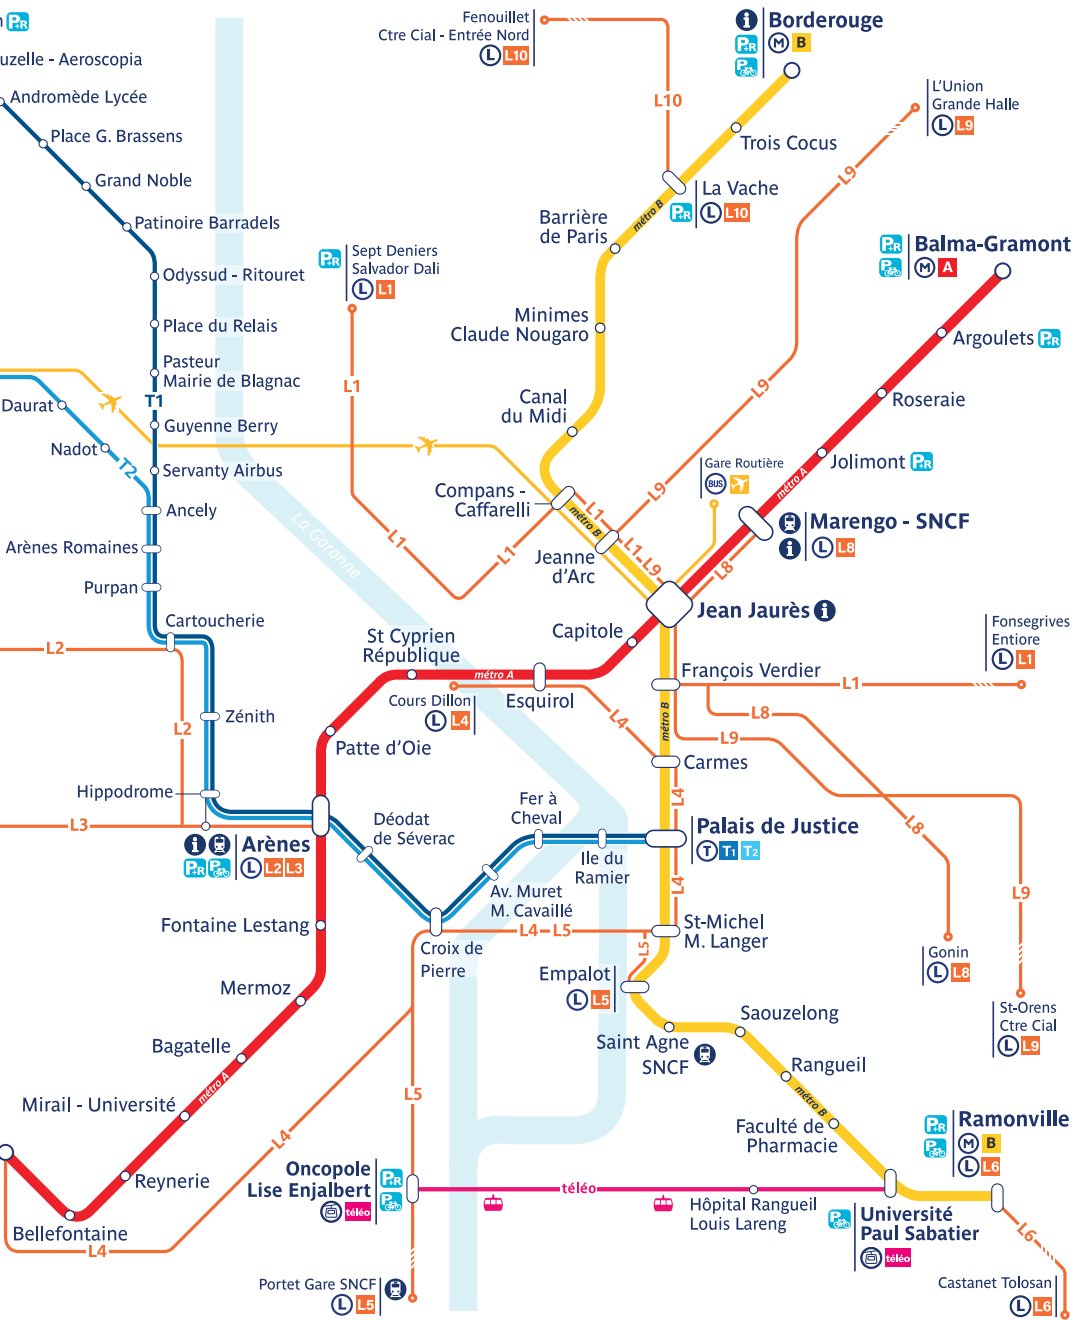 P+R
uzelle - Aeroscopia
Andromède Lycée
Place G. Brassens
Grand Noble
Patinoire Barradels
Odyssud - Ritouret
Place du Relais
Pasteur
Mairie de Blagnac
T1
Guyenne Berry
Servanty Airbus
Daurat
Nadot
T2
Ancely
Arènes Romaines
Purpan
Cartoucherie
L2
L2
Zénith
Hippodrome
L3
i
P+R
Arènes
L L2 L3
Fenouillet
Ctre Cial - Entrée Nord
L L10
L10
i
P+R
Borderouge
M B
Trois Cocus
La Vache
P+R
L L10
métro B
Barrière
de Paris
Minimes
Claude Nougaro
Canal
du Midi
Compans -
Caffarelli
métro B
Jeanne
d'Arc
P+R
Sept Deniers
Salvador Dali
L L1
L1
L1
L1
L1
L1
L9
La Garonne
L'Union
Grande Halle
L L9
L9
L9
L9
P+R
Balma-Gramont
M A
Argoulets P+R
Roseraie
Jolimont P+R
métro A
Gare Routière
BUS
i
Marengo - SNCF
L L8
L8
Jean Jaurès i
Capitole
St Cyprien
République
métro A
Esquirol
Cours Dillon
L L4
L4
Patte d'Oie
François Verdier
métro B
L1
Fonsegrives
Entiore
L L1
L8
L9
Carmes
L4
Palais de Justice
T T1 T2
L4
L8
L9
Déodat
de Séverac
Fer à
Cheval
Ile du
Ramier
Av. Muret
M. Cavaillé
Croix de
Pierre
L4 L5
St-Michel
M. Langer
L5
Empalot
L L5
Gonin
L L8
St-Orens
Ctre Cial
L L9
Saint Agne
SNCF
Saouzelong
Rangueil
métro B
Faculté de
Pharmacie
P+R
Ramonville
M B
L L6
Fontaine Lestang
Mermoz
Bagatelle
métro A
Mirail - Université
Reynerie
Bellefontaine
L4
L4
L5
Oncopole
Lise Enjalbert
téléo
P+R
téléo
Hôpital Rangueil
Louis Lareng
Université
Paul Sabatier
téléo
L6
Castanet Tolosan
L L6
Portet Gare SNCF
L L5